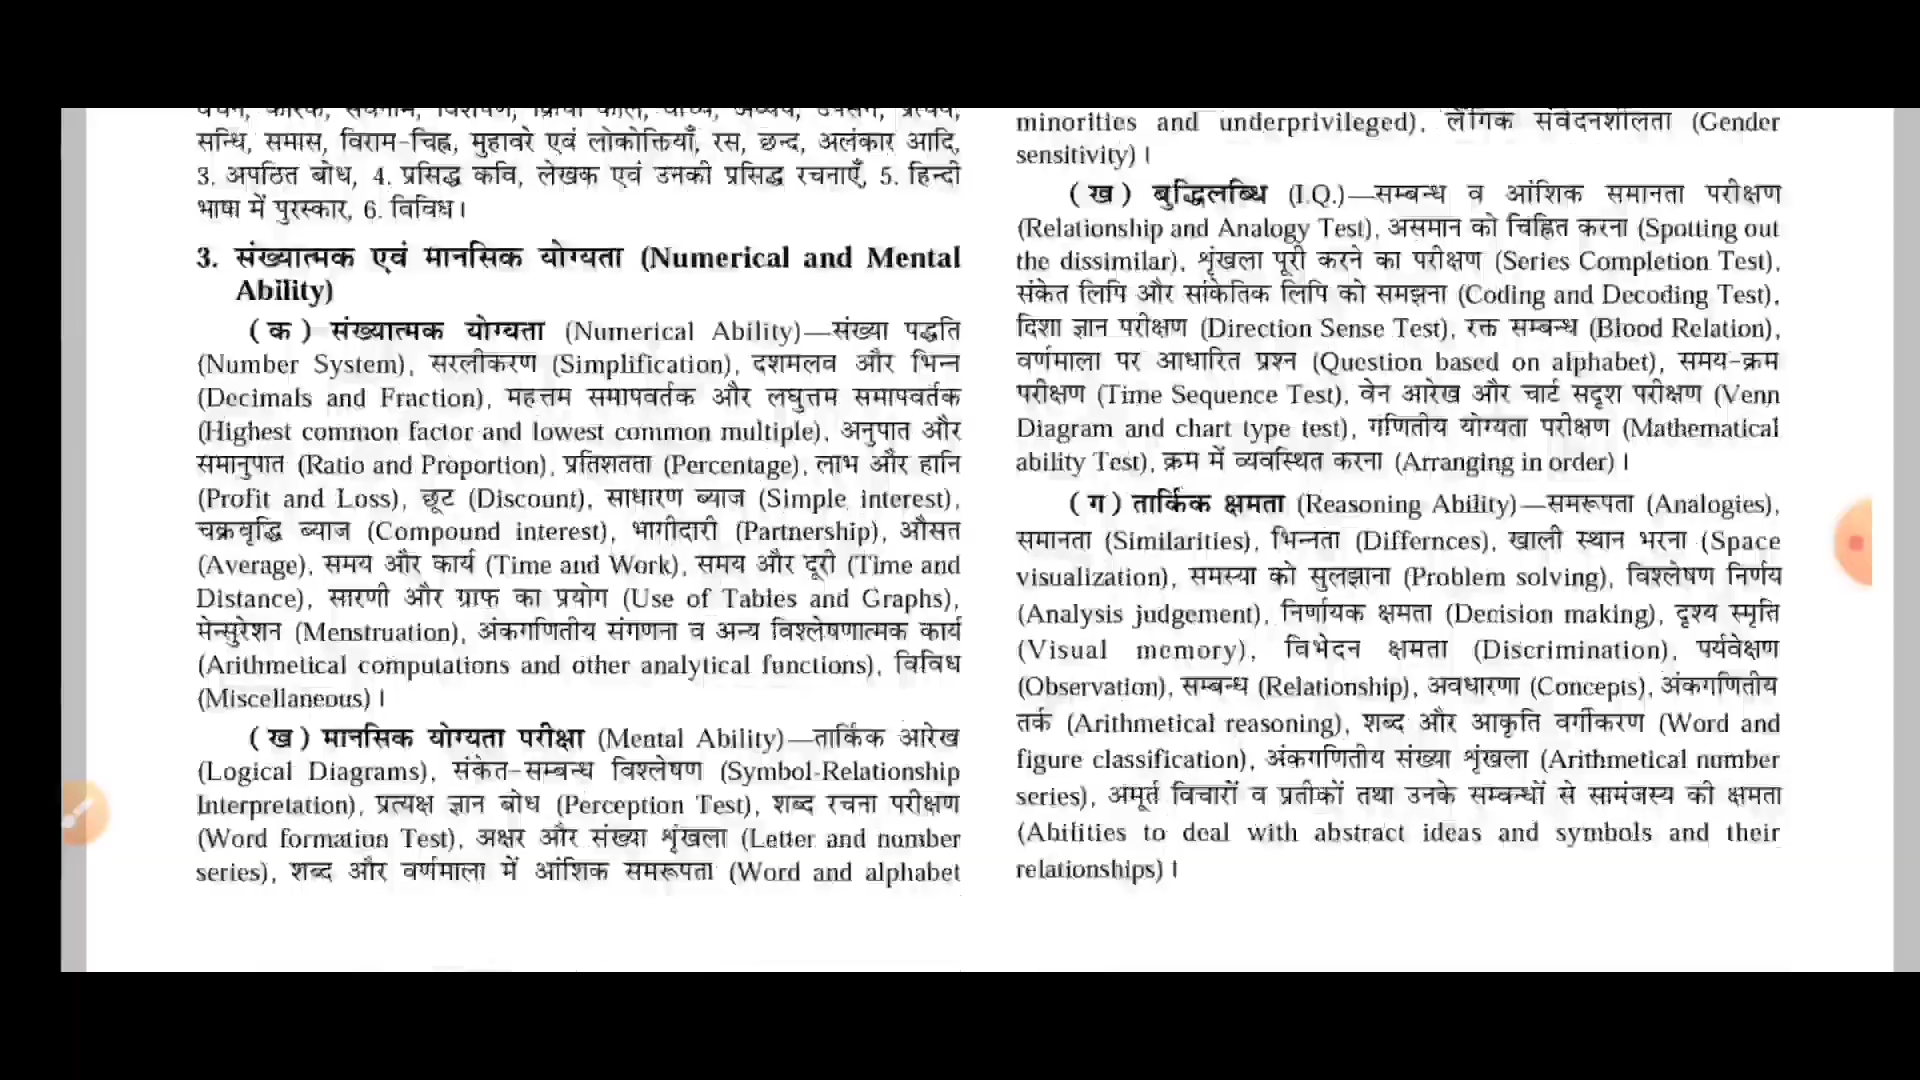 वचन, कारक, सर्वनाम, विशेषण, क्रिया काल, वाच्य, अव्यय, उपसर्ग, प्रत्यय,
सन्धि, समास, विराम-चिह्न, मुहावरे एवं लोकोक्तियाँ, रस, छन्द, अलंकार आदि,
3. अपठित बोध, 4. प्रसिद्ध कवि, लेखक एवं उनकी प्रसिद्ध रचनाएँ, 5. हिन्दी
भाषा में पुरस्कार, 6. विविध।
3. संख्यात्मक एवं मानसिक योग्यता (Numerical and Mental
Ability)
(क) संख्यात्मक योग्यता (Numerical Ability)—संख्या पद्धति
(Number System), सरलीकरण (Simplification), दशमलव और भिन्न
(Decimals and Fraction), महत्तम समापवर्तक और लघुत्तम समापवर्तक
(Highest common factor and lowest common multiple), अनुपात और
समानुपात (Ratio and Proportion), प्रतिशतता (Percentage), लाभ और हानि
(Profit and Loss), छूट (Discount), साधारण ब्याज (Simple interest),
चक्रवृद्धि ब्याज (Compound interest), भागीदारी (Partnership), औसत
(Average), समय और कार्य (Time and Work), समय और दूरी (Time and
Distance), सारणी और ग्राफ का प्रयोग (Use of Tables and Graphs),
मेन्सुरेशन (Menstruation), अंकगणितीय संगणना व अन्य विश्लेषणात्मक कार्य
(Arithmetical computations and other analytical functions), विविध
(Miscellaneous)।
(ख) मानसिक योग्यता परीक्षा (Mental Ability)—तार्किक आरेख
(Logical Diagrams), संकेत-सम्बन्ध विश्लेषण (Symbol-Relationship
Interpretation), प्रत्यक्ष ज्ञान बोध (Perception Test), शब्द रचना परीक्षण
(Word formation Test), अक्षर और संख्या शृंखला (Letter and number
series), शब्द और वर्णमाला में आंशिक समरूपता (Word and alphabet
minorities and underprivileged), लैंगिक संवेदनशीलता (Gender
sensitivity)।
(ख) बुद्धिलब्धि (I.Q.)—सम्बन्ध व आंशिक समानता परीक्षण
(Relationship and Analogy Test), असमान को चिह्नित करना (Spotting out
the dissimilar), शृंखला पूरी करने का परीक्षण (Series Completion Test),
संकेत लिपि और सांकेतिक लिपि को समझना (Coding and Decoding Test),
दिशा ज्ञान परीक्षण (Direction Sense Test), रक्त सम्बन्ध (Blood Relation),
वर्णमाला पर आधारित प्रश्न (Question based on alphabet), समय-क्रम
परीक्षण (Time Sequence Test), वेन आरेख और चार्ट सदृश परीक्षण (Venn
Diagram and chart type test), गणितीय योग्यता परीक्षण (Mathematical
ability Test), क्रम में व्यवस्थित करना (Arranging in order)।
(ग) तार्किक क्षमता (Reasoning Ability)—समरूपता (Analogies),
समानता (Similarities), भिन्नता (Differnces), खाली स्थान भरना (Space
visualization), समस्या को सुलझाना (Problem solving), विश्लेषण निर्णय
(Analysis judgement), निर्णायक क्षमता (Decision making), दृश्य स्मृति
(Visual memory), विभेदन क्षमता (Discrimination), पर्यवेक्षण
(Observation), सम्बन्ध (Relationship), अवधारणा (Concepts), अंकगणितीय
तर्क (Arithmetical reasoning), शब्द और आकृति वर्गीकरण (Word and
figure classification), अंकगणितीय संख्या शृंखला (Arithmetical number
series), अमूर्त विचारों व प्रतीकों तथा उनके सम्बन्धों से सामंजस्य की क्षमता
(Abilities to deal with abstract ideas and symbols and their
relationships)।